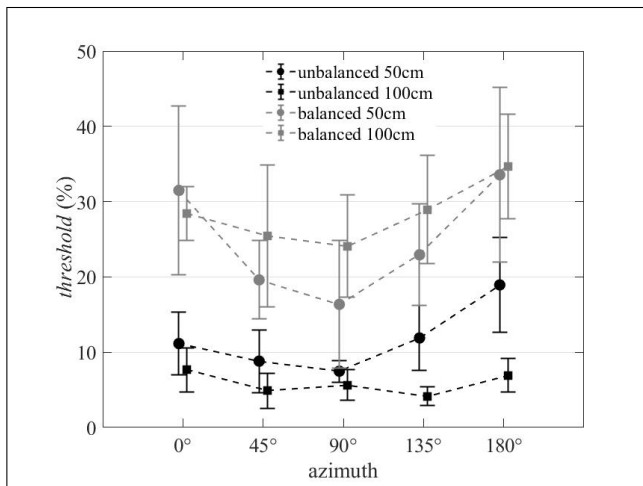 50
40
30
20
10
0
threshold (%)
unbalanced 50cm
unbalanced 100cm
balanced 50cm
balanced 100cm
0° 45° 90° 135° 180°
azimuth